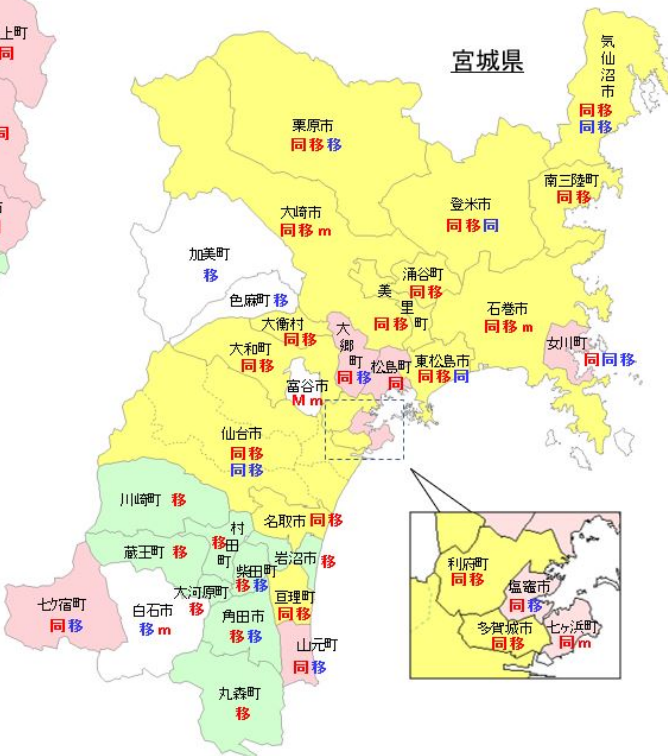 宮城県
上町
同
同
気仙沼市
同移
同移
栗原市
同移移
南三陸町
同移
登米市
同移同
大崎市
同移m
加美町
移
色麻町 移
涌谷町
同移
美里町
同移
石巻市
同移m
女川町
同同移
大衡村
同移
大郷町
同移
松島町
同
東松島市
同移同
大和町
同移
富谷市
M m
仙台市
同移
同移
川崎町 移
名取市 同移
村田町
移
蔵王町 移
柴田町
移移
岩沼市 移
大河原町
移
亘理町
同移
七ヶ宿町
同移
白石市
移m
角田市
移移
山元町
同移
丸森町
移
利府町
同移
塩竈市
同移
多賀城市
同移
七ヶ浜町
同m